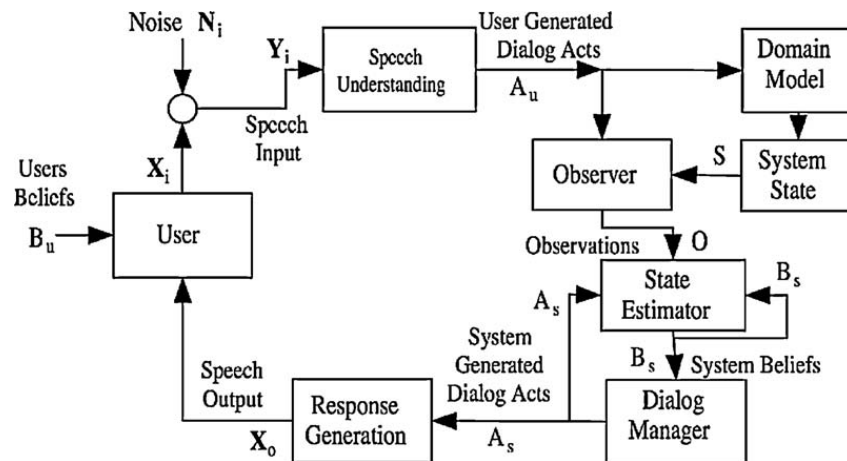 Noise N_i
Y_i
Speech
Understanding
User Generated
Dialog Acts
A_u
Domain
Model
Speech
Input
X_i
Users
Beliefs
B_u
User
Observer
S
System
State
Observations
O
State
Estimator
A_s
B_s
B_s
System Beliefs
System
Generated
Dialog Acts
A_s
Speech
Output
X_o
Response
Generation
Dialog
Manager